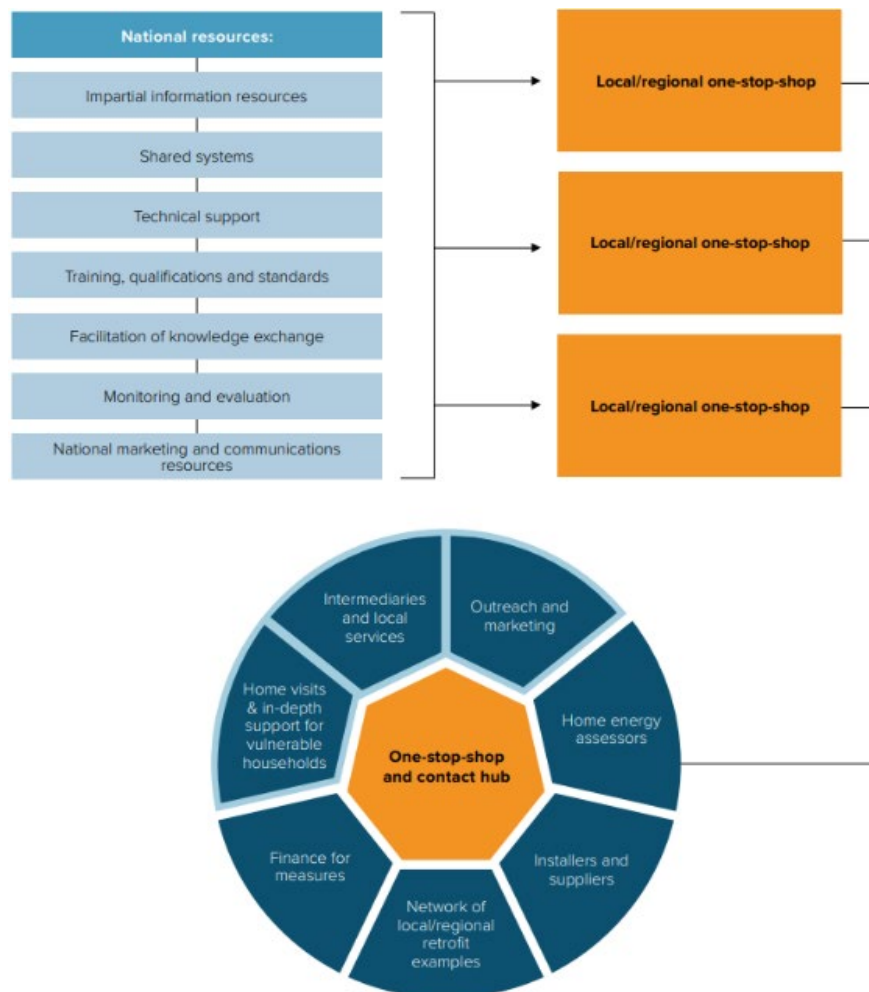 National resources:
Impartial information resources
Shared systems
Technical support
Training, qualifications and standards
Facilitation of knowledge exchange
Monitoring and evaluation
National marketing and communications
resources
Local/regional one-stop-shop
Local/regional one-stop-shop
Local/regional one-stop-shop
Intermediaries
and local
services
Outreach and
marketing
Home visits
& in-depth
support for
vulnerable
households
Home energy
assessors
One-stop-shop
and contact hub
Finance for
measures
Installers and
suppliers
Network of
local/regional
retrofit
examples